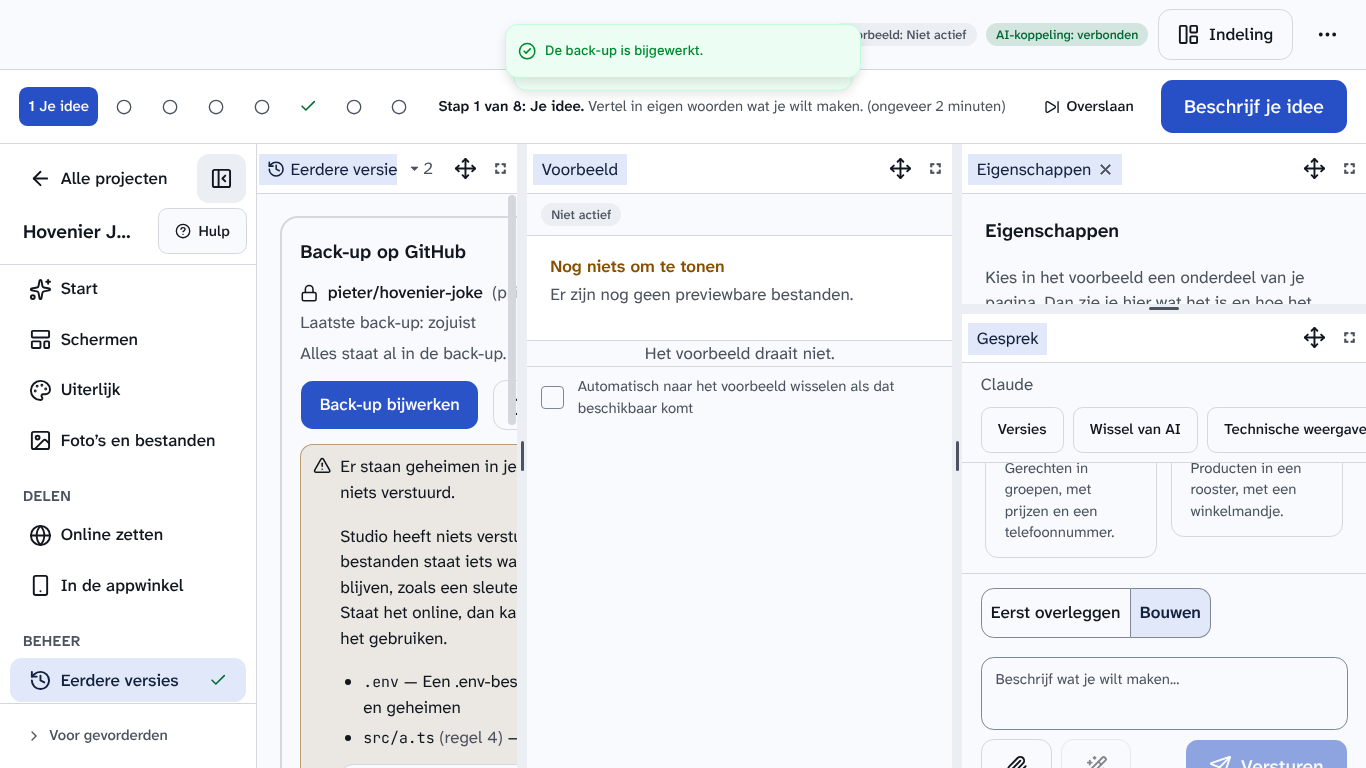 De back-up is bijgewerkt.
Niet actief
AI-koppeling: verbonden
Indeling
1 Je idee
Stap 1 van 8: Je idee. Vertel in eigen woorden wat je wilt maken. (ongeveer 2 minuten)
Overslaan
Beschrijf je idee
Alle projecten
Hovenier J...
Hulp
Start
Schermen
Uiterlijk
Foto's en bestanden
DELEN
Online zetten
In de appwinkel
BEHEER
Eerdere versies
Voor gevorderden
Eerdere versie
2
Back-up op GitHub
pieter/hovenier-joke
Laatste back-up: zojuist
Alles staat al in de back-up.
Back-up bijwerken
Er staan geheimen in je
niets verstuurd.
Studio heeft niets verstu
bestanden staat iets wa
blijven, zoals een sleute
Staat het online, dan ka
het gebruiken.
.env — Een .env-bes
en geheimen
src/a.ts (regel 4) —
Voorbeeld
Niet actief
Nog niets om te tonen
Er zijn nog geen previewbare bestanden.
Het voorbeeld draait niet.
Automatisch naar het voorbeeld wisselen als dat
beschikbaar komt
Eigenschappen
Eigenschappen
Kies in het voorbeeld een onderdeel van je
pagina. Dan zie je hier wat het is en hoe het
Gesprek
Claude
Versies
Wissel van AI
Technische weergave
Gerechten in
groepen, met
prijzen en een
telefoonnummer.
Producten in een
rooster, met een
winkelmandje.
Eerst overleggen
Bouwen
Beschrijf wat je wilt maken...
Versturen